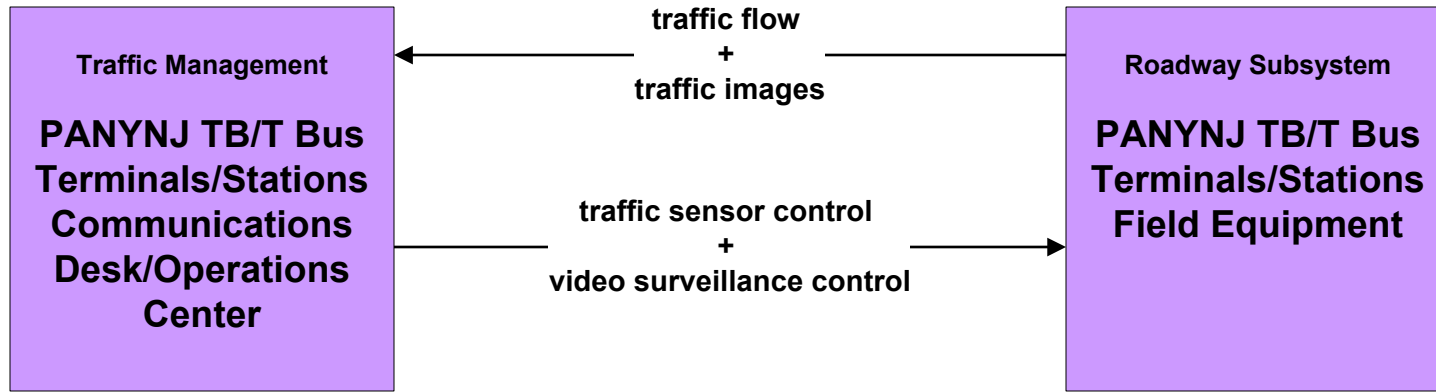 Traffic Management
PANYNJ TB/T Bus
Terminals/Stations
Communications
Desk/Operations
Center
traffic flow
+
traffic images
traffic sensor control
+
video surveillance control
Roadway Subsystem
PANYNJ TB/T Bus
Terminals/Stations
Field Equipment